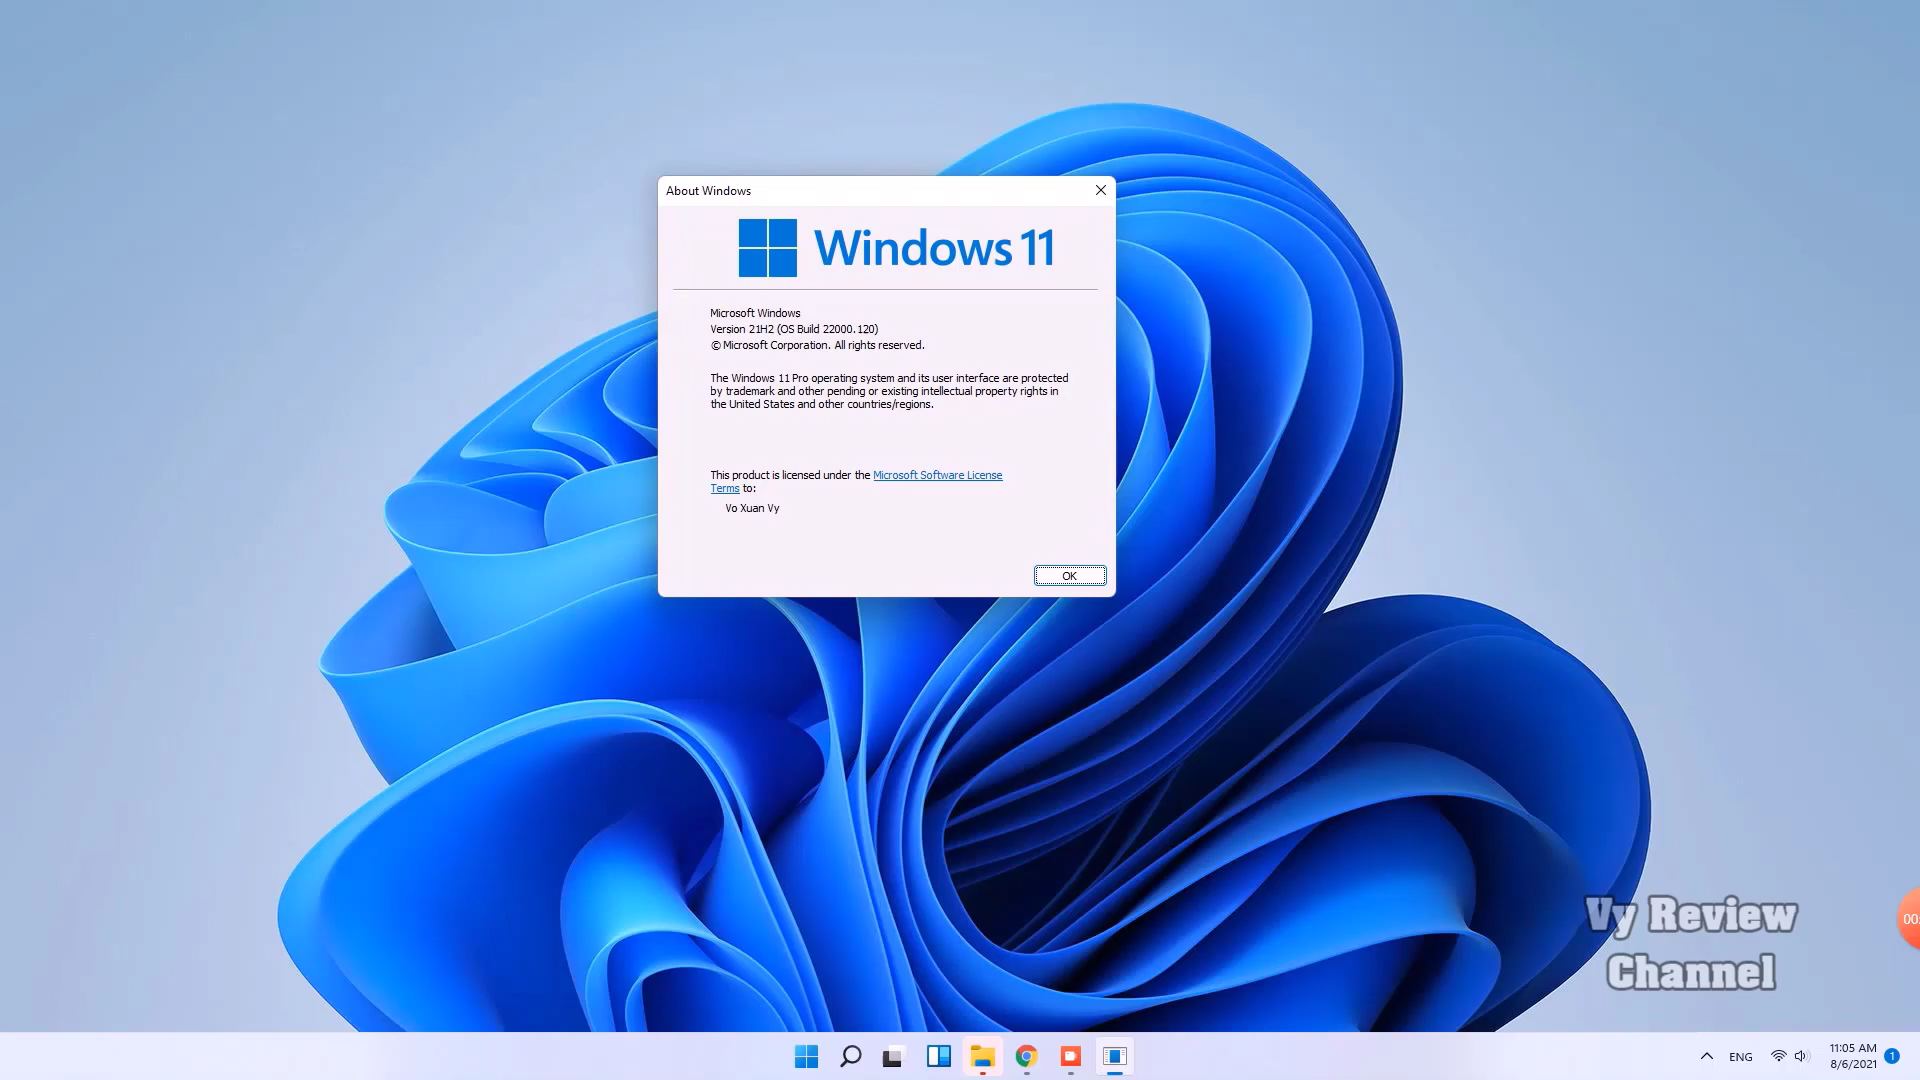 About Windows
Windows 11
Microsoft Windows
Version 21H2 (OS Build 22000.120)
© Microsoft Corporation. All rights reserved.
The Windows 11 Pro operating system and its user interface are protected
by trademark and other pending or existing intellectual property rights in
the United States and other countries/regions.
This product is licensed under the Microsoft Software License
Terms to:
Vo Xuan Vy
OK
Vy Review
Channel
00:
ENG
11:05 AM
8/6/2021
1